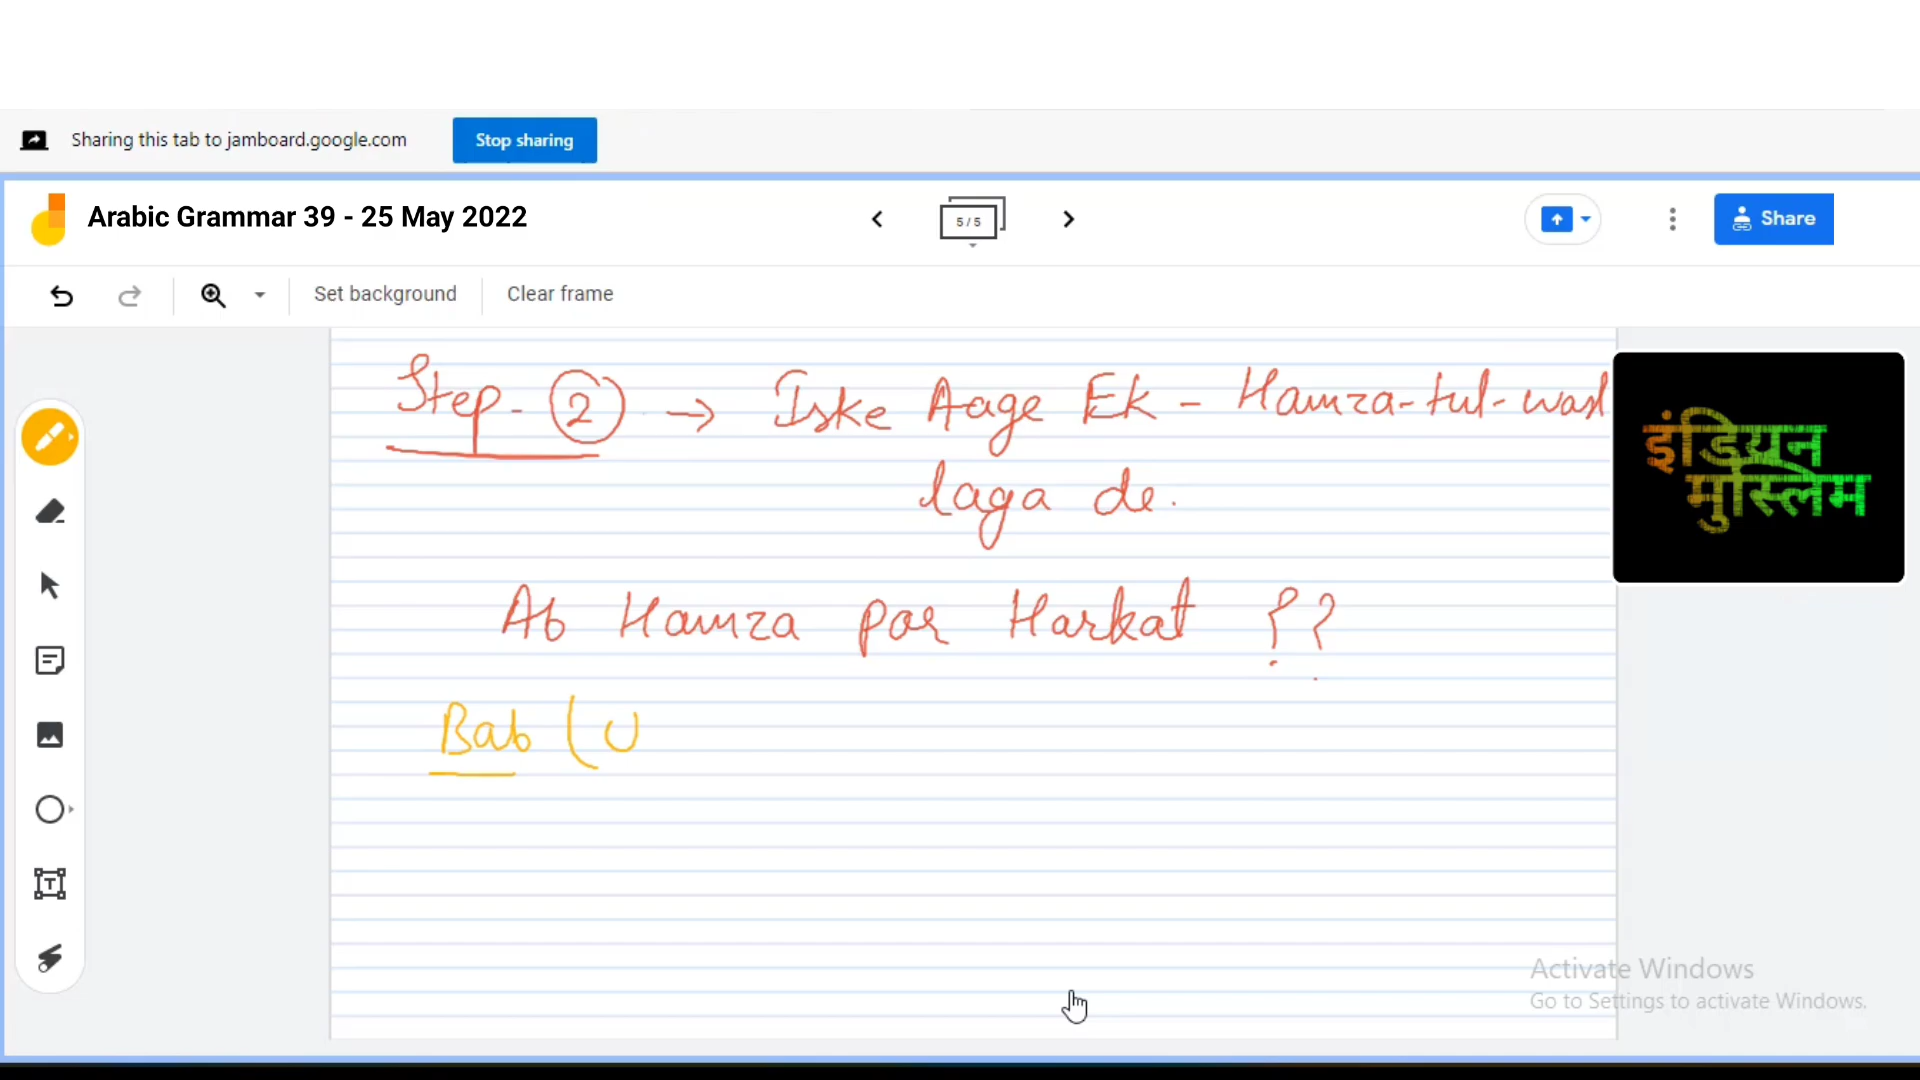 Sharing this tab to jamboard.google.com
Stop sharing
Arabic Grammar 39 - 25 May 2022
5 / 5
Share
Set background
Clear frame
Step - 2 → Iske Aage Ek - Hamza-tul-wasl
laga de.
इंडियन
मुस्लिम
Ab Hamza par Harkat ??
Bab (U
Activate Windows
Go to Settings to activate Windows.